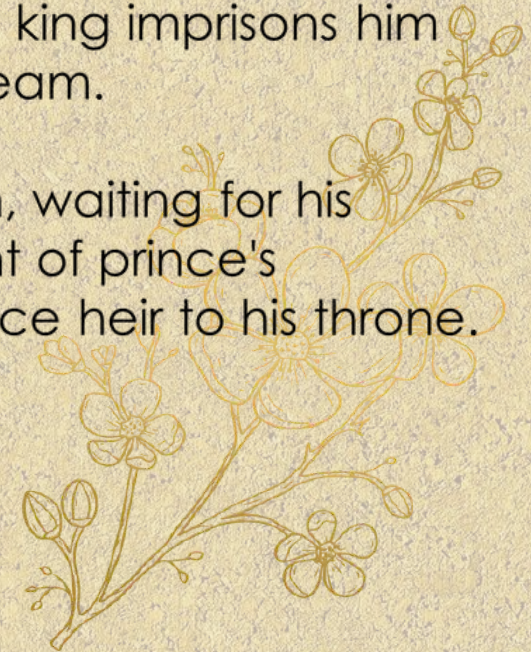 king imprisons him
eam.
, waiting for his
t of prince's
ce heir to his throne.